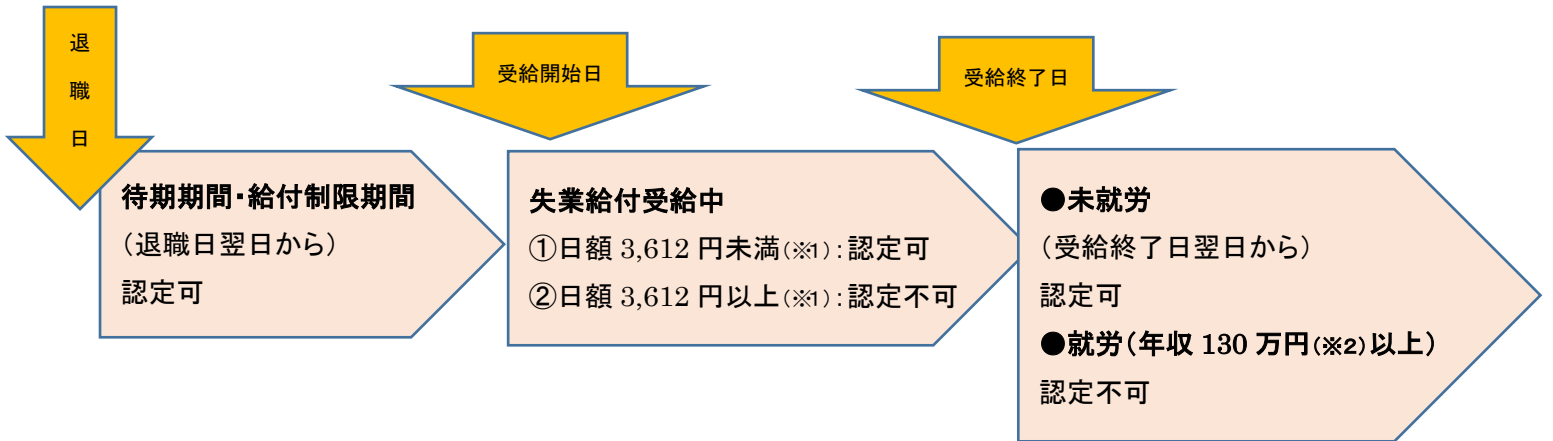 退
職
日
受給開始日
受給終了日
待期期間・給付制限期間
（退職日翌日から）
認定可
失業給付受給中
①日額 3,612 円未満(※1)：認定可
②日額 3,612 円以上(※1)：認定不可
●未就労
（受給終了日翌日から）
認定可
●就労（年収 130 万円(※2)以上）
認定不可